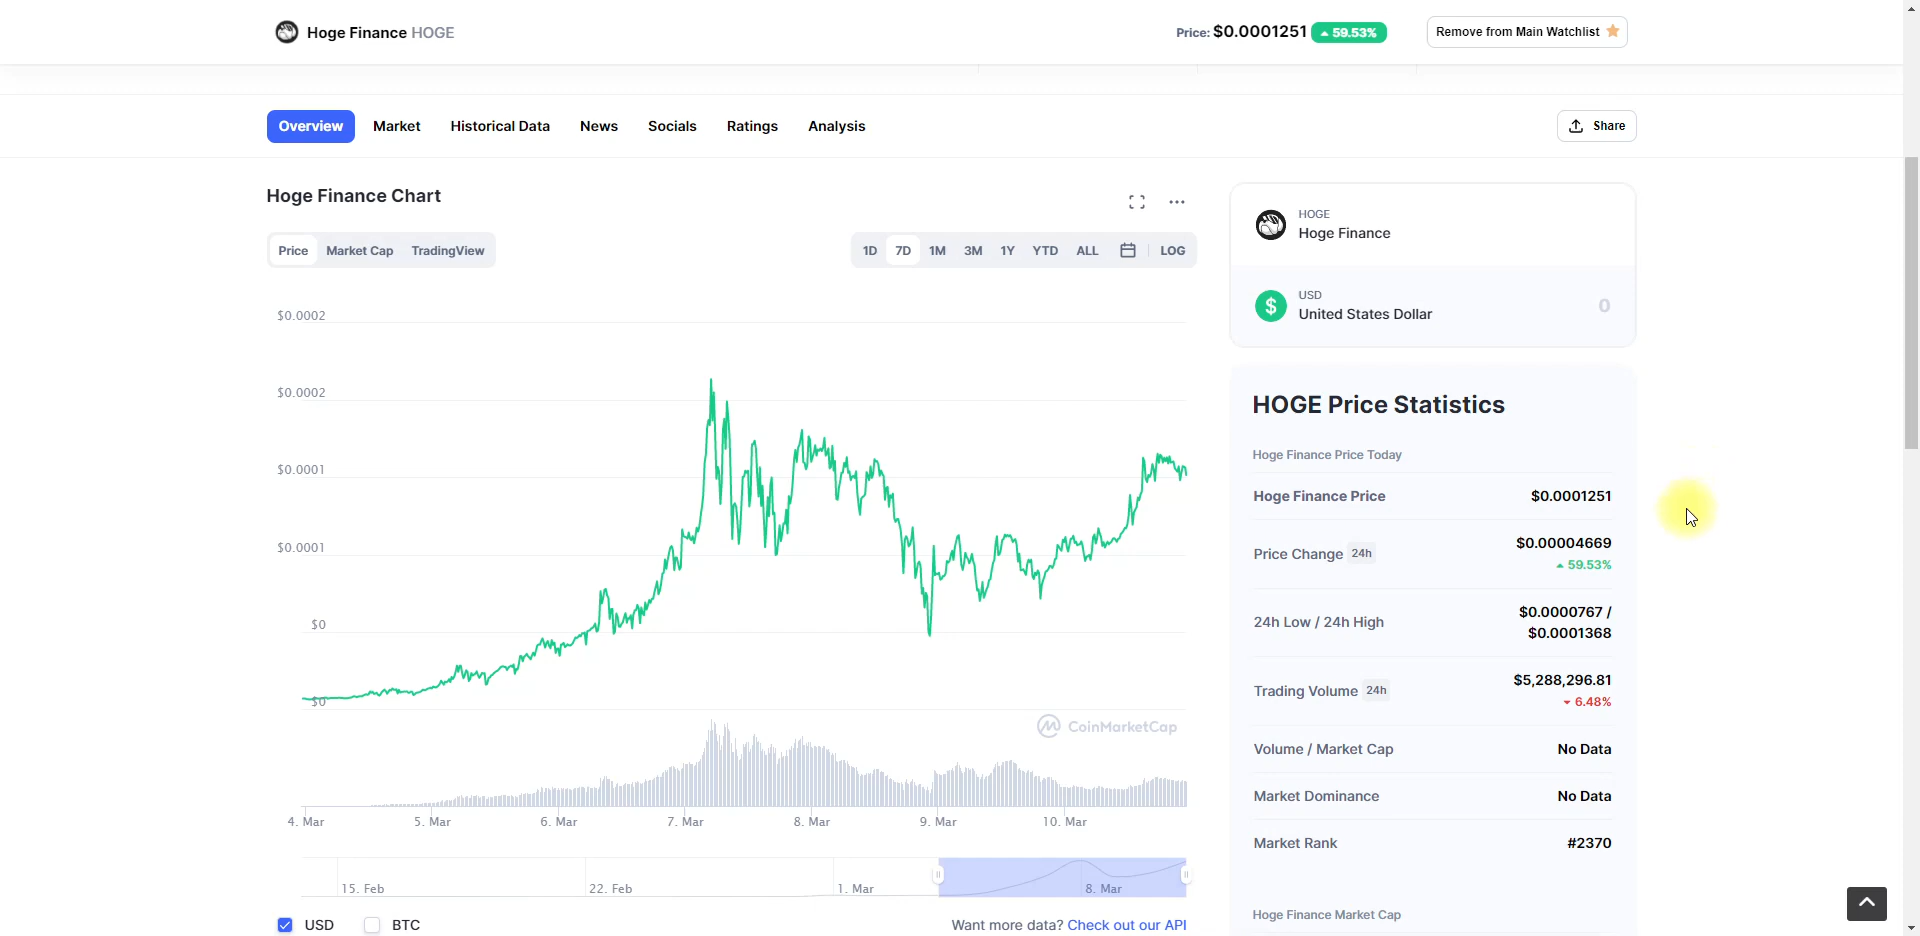 Hoge Finance HOGE
Price: $0.0001251 59.53%
Remove from Main Watchlist
Overview Market Historical Data News Socials Ratings Analysis
Share
Hoge Finance Chart
Price Market Cap TradingView
1D 7D 1M 3M 1Y YTD ALL LOG
$0.0002
$0.0002
$0.0001
$0.0001
$0
$0
CoinMarketCap
4. Mar 5. Mar 6. Mar 7. Mar 8. Mar 9. Mar 10. Mar
15. Feb 22. Feb 1. Mar 8. Mar
USD BTC
Want more data? Check out our API
HOGE
Hoge Finance
$
USD
United States Dollar
0
HOGE Price Statistics
Hoge Finance Price Today
Hoge Finance Price $0.0001251
Price Change 24h $0.00004669
59.53%
24h Low / 24h High $0.0000767 /
$0.0001368
Trading Volume 24h $5,288,296.81
6.48%
Volume / Market Cap No Data
Market Dominance No Data
Market Rank #2370
Hoge Finance Market Cap